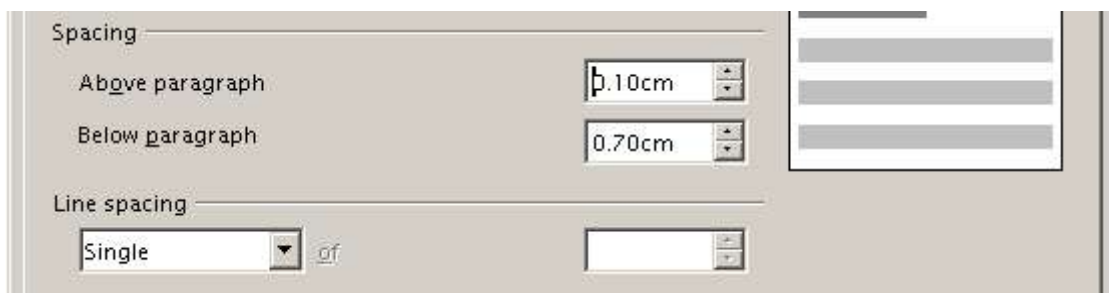 Spacing
Above paragraph 0.10cm
Below paragraph 0.70cm
Line spacing
Single of